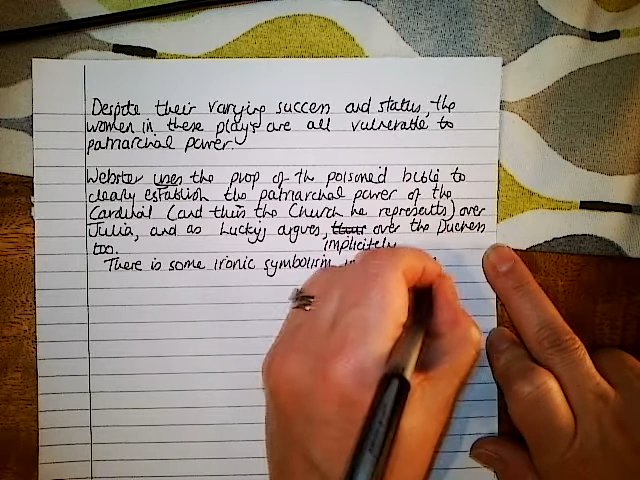 Despite their varying success and status, the
women in these plays are all vulnerable to
patriarchal power.
Webster uses the prop of the poisoned bible to
clearly establish the patriarchal power of the
Cardinal (and thus the Church he represents) over
Julia, and as Luckyj argues, over the Duchess
too. implicitely
There is some ironic symbolism